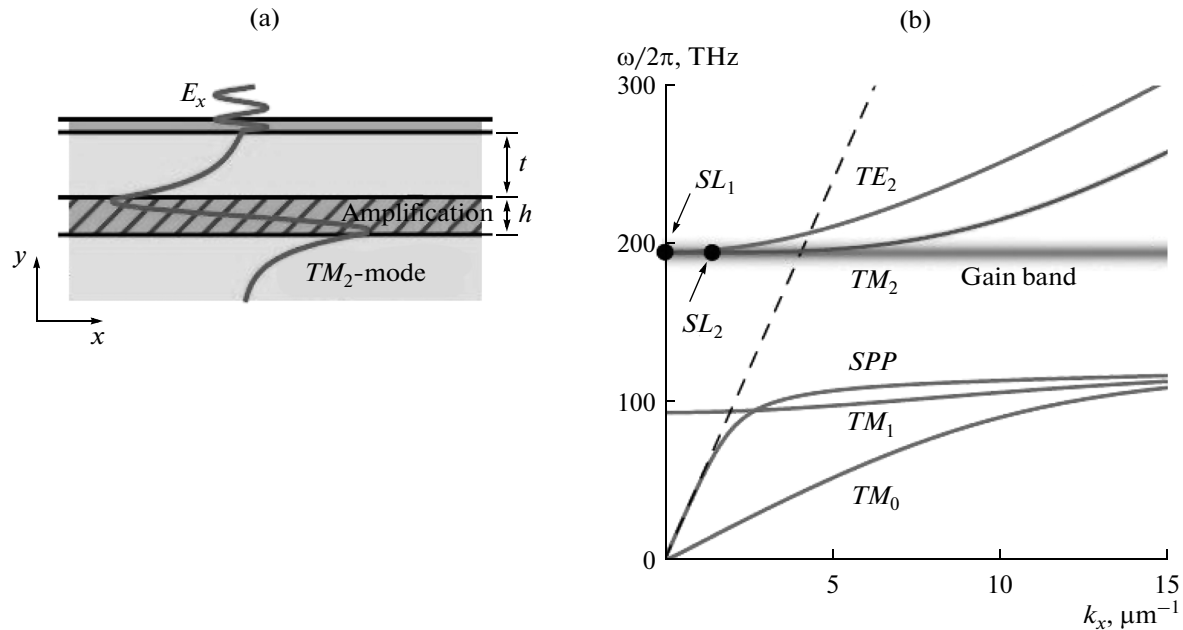 (a)
E_x
t
Amplification
h
TM_2-mode
y
x
(b)
ω/2π, THz
300
TE_2
SL_1
200
TM_2
Gain band
SL_2
SPP
100
TM_1
TM_0
0
5
10
15
k_x, μm⁻¹